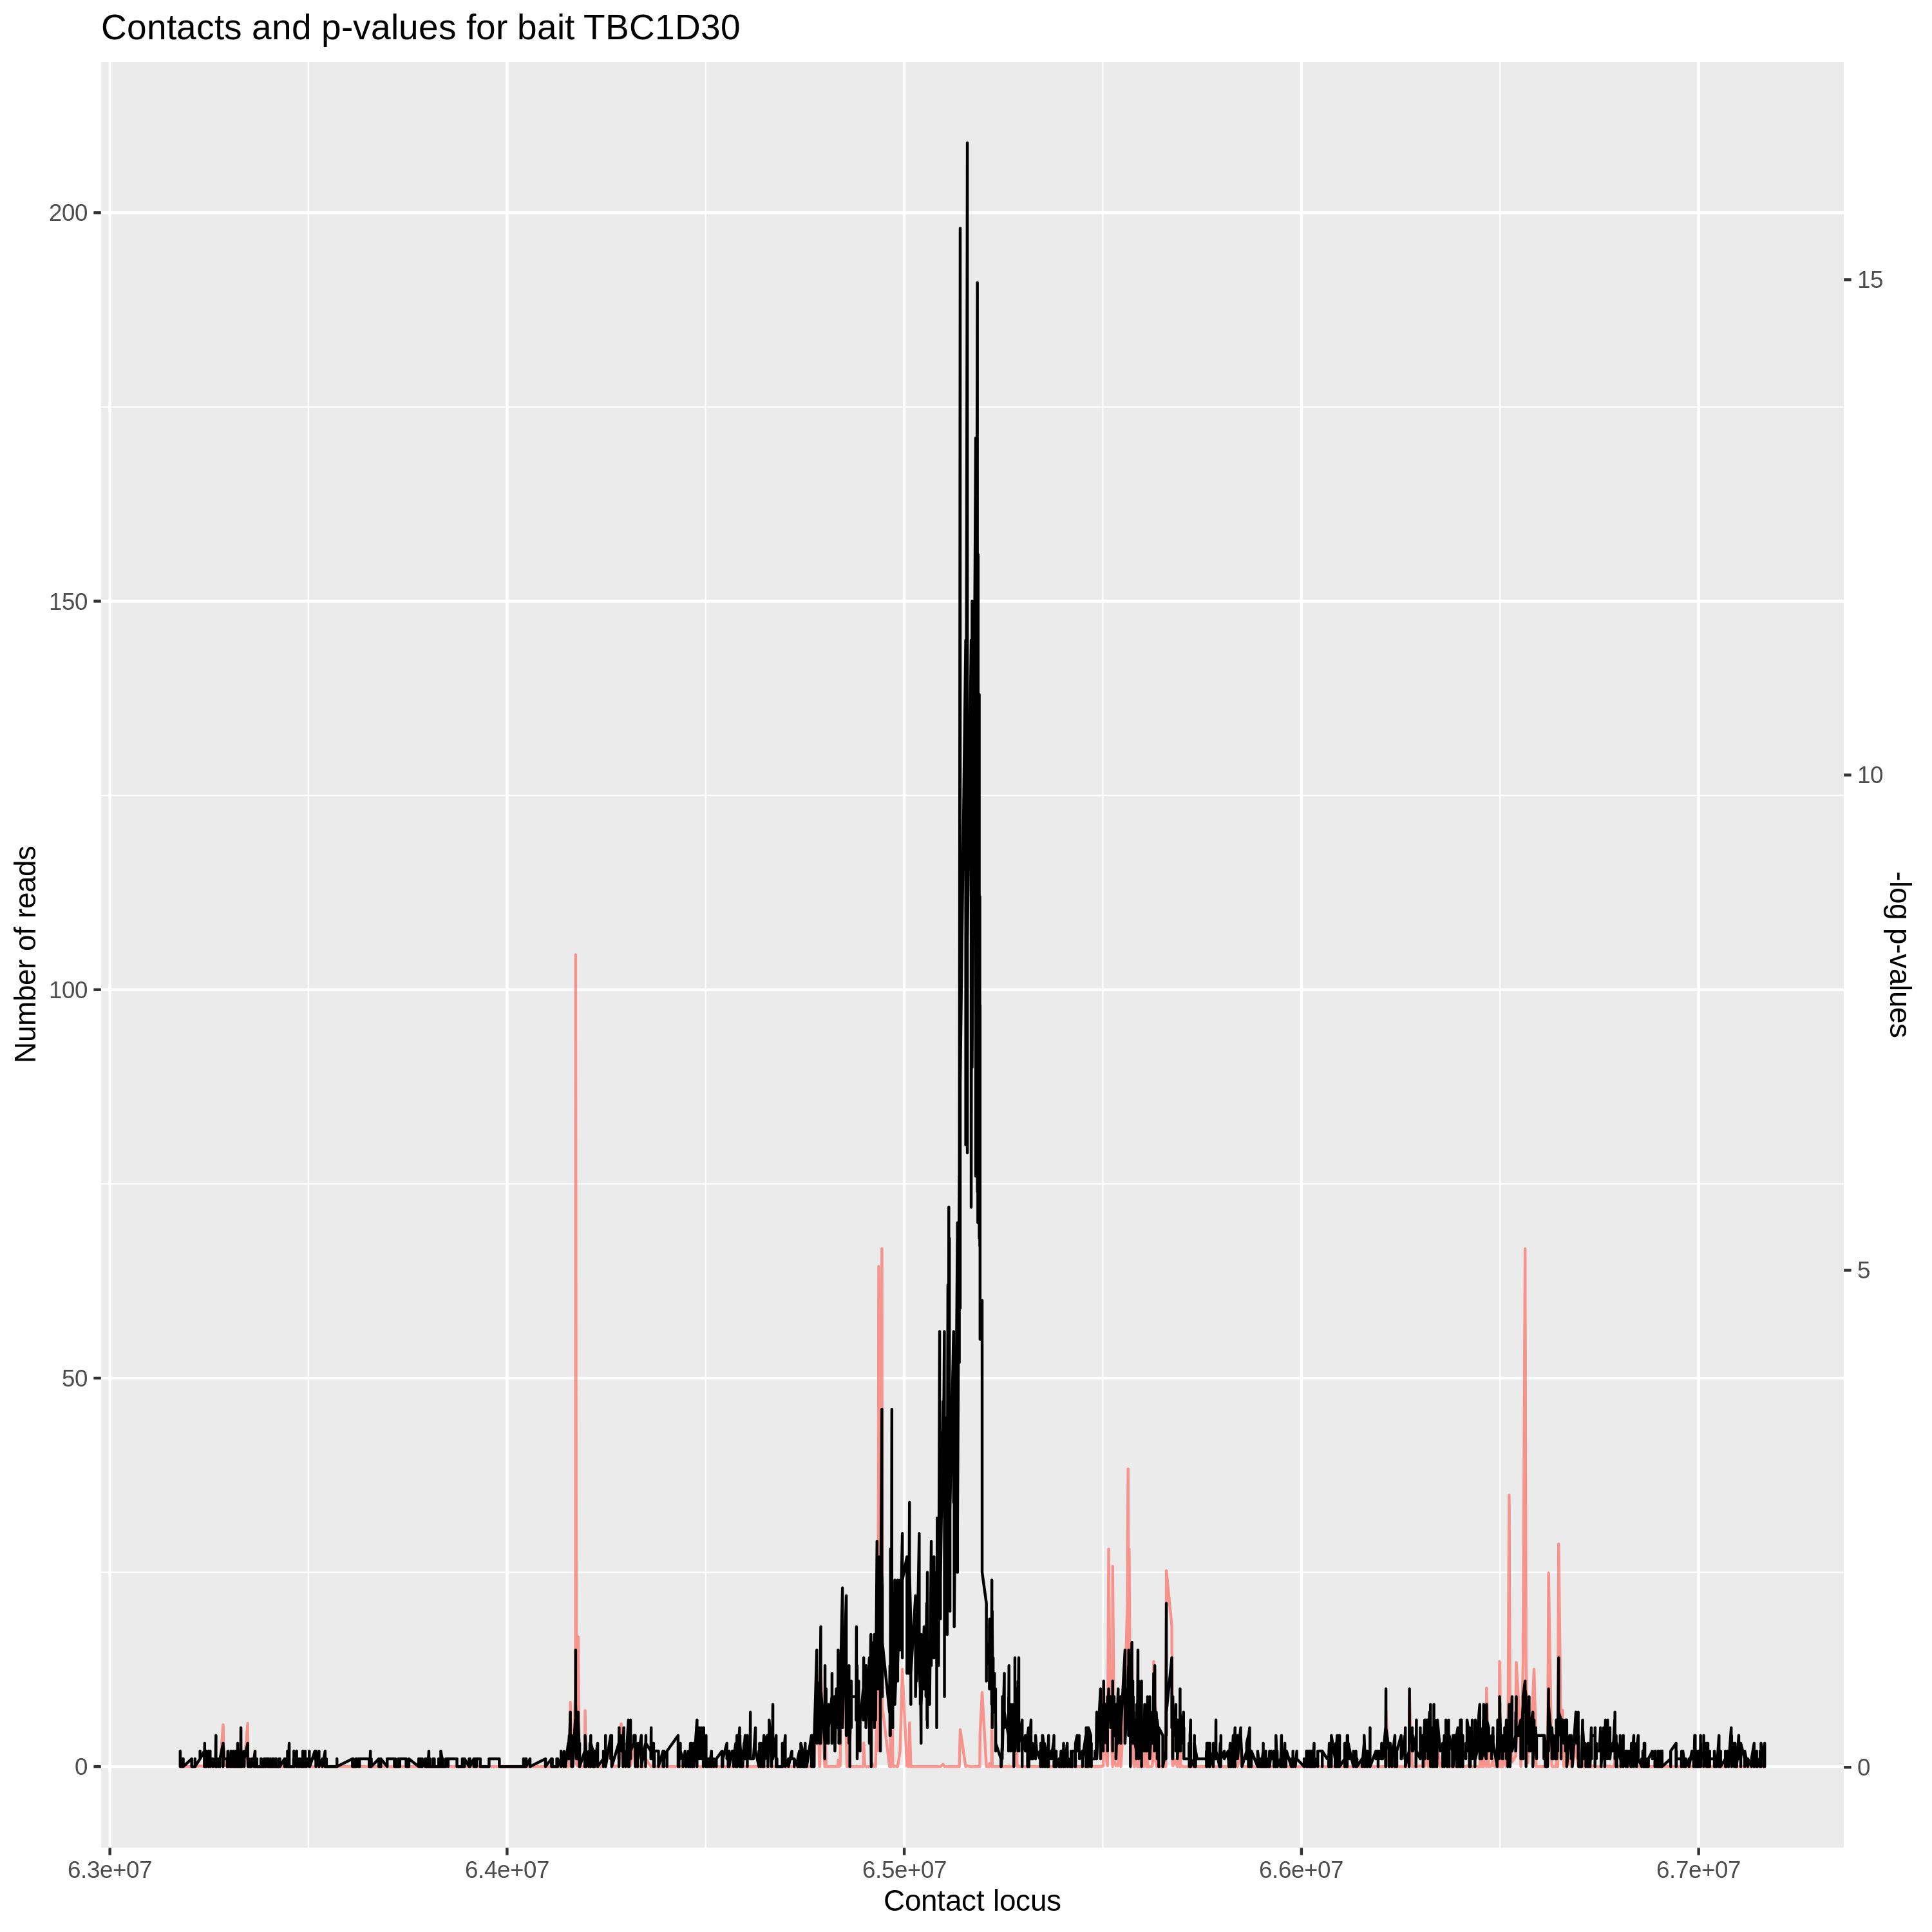 Contacts and p-values for bait TBC1D30
200
150
100
50
0
Number of reads
15
10
5
0
-log p-values
6.3e+07 6.4e+07 6.5e+07 6.6e+07 6.7e+07
Contact locus